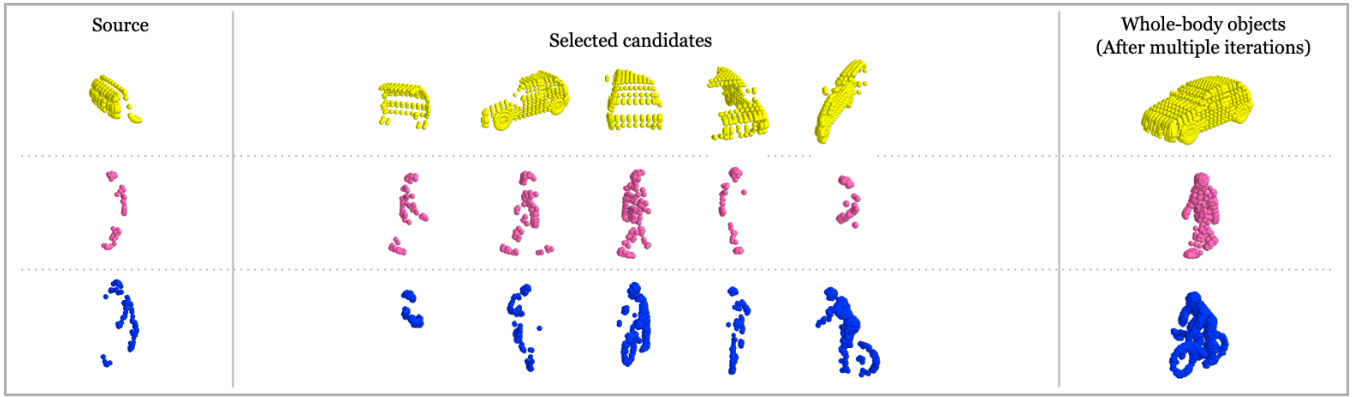 Source
Selected candidates
Whole-body objects
(After multiple iterations)